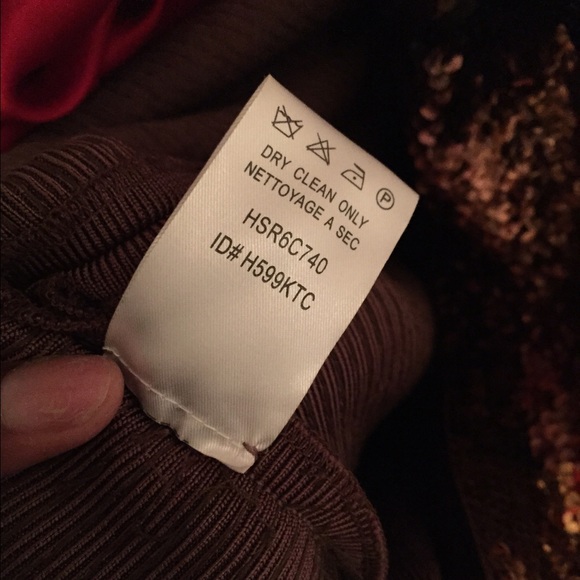 P
DRY CLEAN ONLY
NETTOYAGE A SEC
HSR6C740
ID# H599KTC